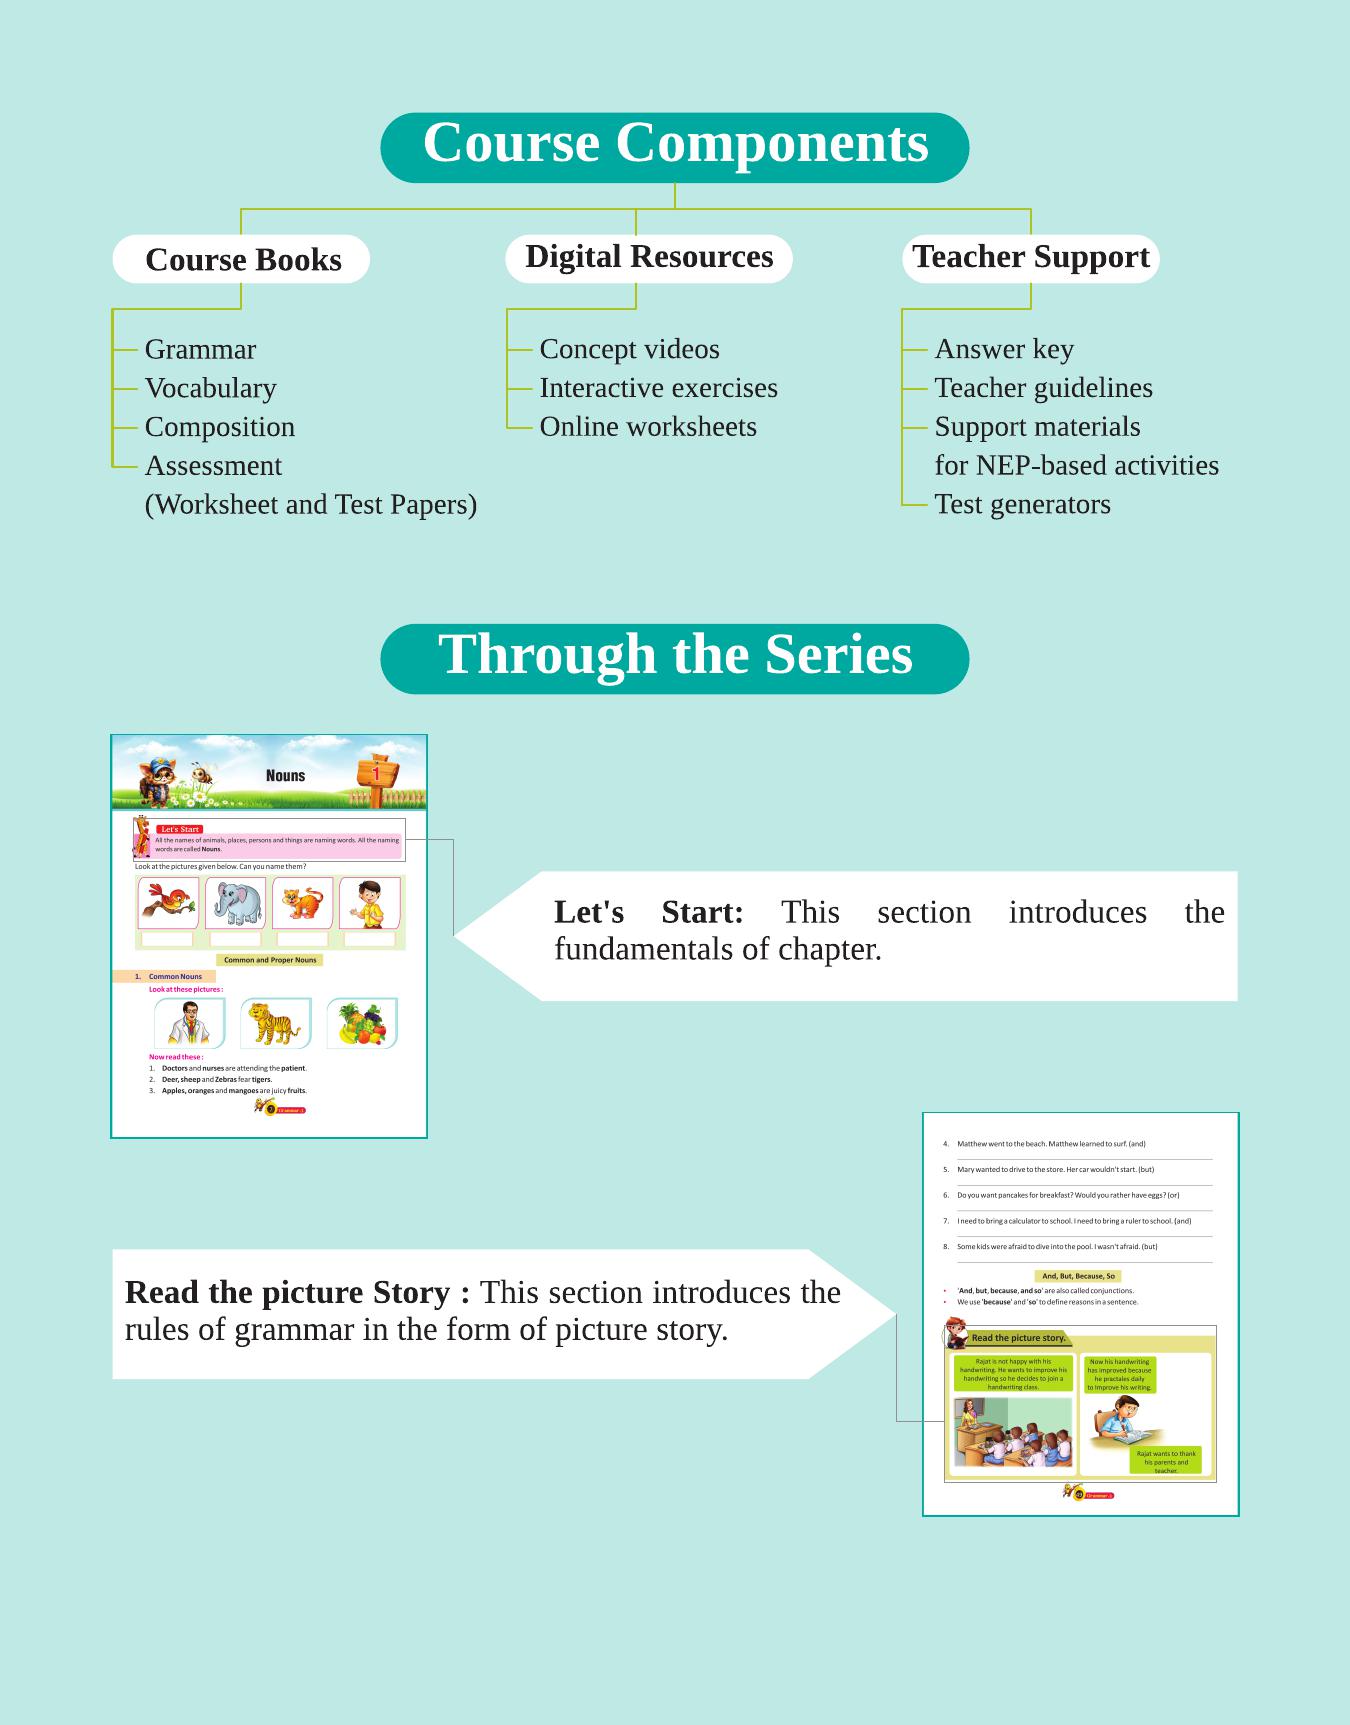 Course Components
Course Books
Grammar
Vocabulary
Composition
Assessment
(Worksheet and Test Papers)
Digital Resources
Concept videos
Interactive exercises
Online worksheets
Teacher Support
Answer key
Teacher guidelines
Support materials
for NEP-based activities
Test generators
Through the Series
Nouns
1
Let's Start
All the names of animals, places, persons and things are naming words. All the naming
words are called Nouns.
Look at the pictures given below. Can you name them?
Common and Proper Nouns
1. Common Nouns
Look at these pictures :
Now read these :
1. Doctors and nurses are attending the patient.
2. Deer, sheep and Zebras fear tigers.
3. Apples, oranges and mangoes are juicy fruits.
Let's Start: This section introduces the
fundamentals of chapter.
4. Matthew went to the beach. Matthew learned to surf. (and)
5. Mary wanted to drive to the store. Her car wouldn't start. (but)
6. Do you want pancakes for breakfast? Would you rather have eggs? (or)
7. I need to bring a calculator to school. I need to bring a ruler to school. (and)
8. Some kids were afraid to dive into the pool. I wasn't afraid. (but)
And, But, Because, So
• 'And, but, because, and so' are also called conjunctions.
• We use 'because' and 'so' to define reasons in a sentence.
Read the picture story.
Rajat is not happy with his
handwriting. He wants to improve his
handwriting so he decides to join a
handwriting class.
Now his handwriting
has improved because
he practales daily
to improve his writing.
Rajat wants to thank
his parents and
teacher.
Read the picture Story : This section introduces the
rules of grammar in the form of picture story.